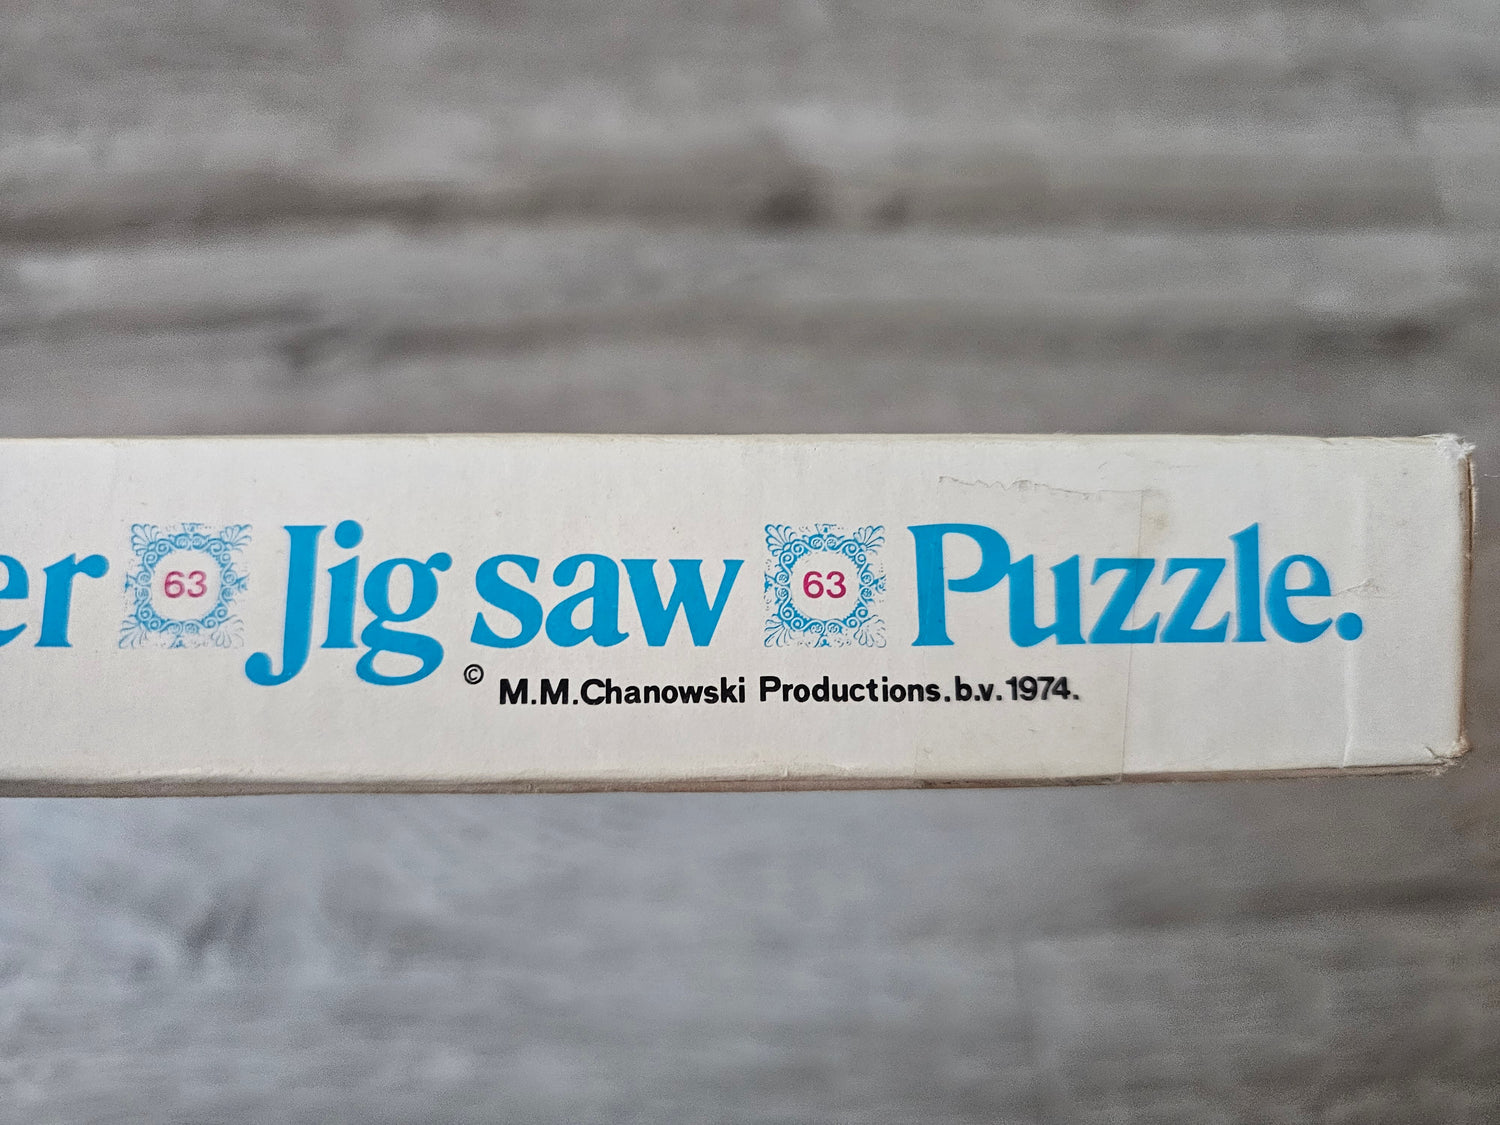 er 63 Jig saw 63 Puzzle.
© M.M.Chanowski Productions.b.v.1974.